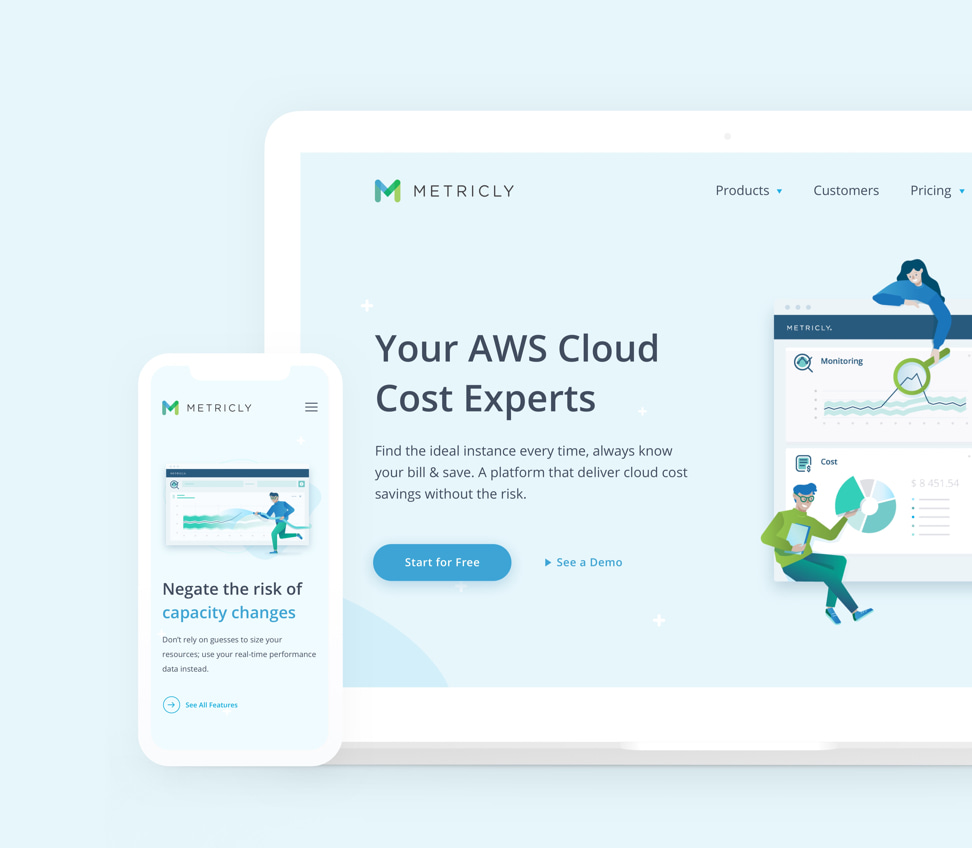 METRICLY
Products
Customers
Pricing
Your AWS Cloud
Cost Experts
Find the ideal instance every time, always know
your bill & save. A platform that deliver cloud cost
savings without the risk.
Start for Free
See a Demo
METRICLY.
Monitoring
Cost
$ 8 451.54
METRICLY
METRICLY
Negate the risk of
capacity changes
Don't rely on guesses to size your
resources; use your real-time performance
data instead.
See All Features